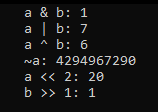 a & b: 1
a | b: 7
a ^ b: 6
~a: 4294967290
a << 2: 20
b >> 1: 1